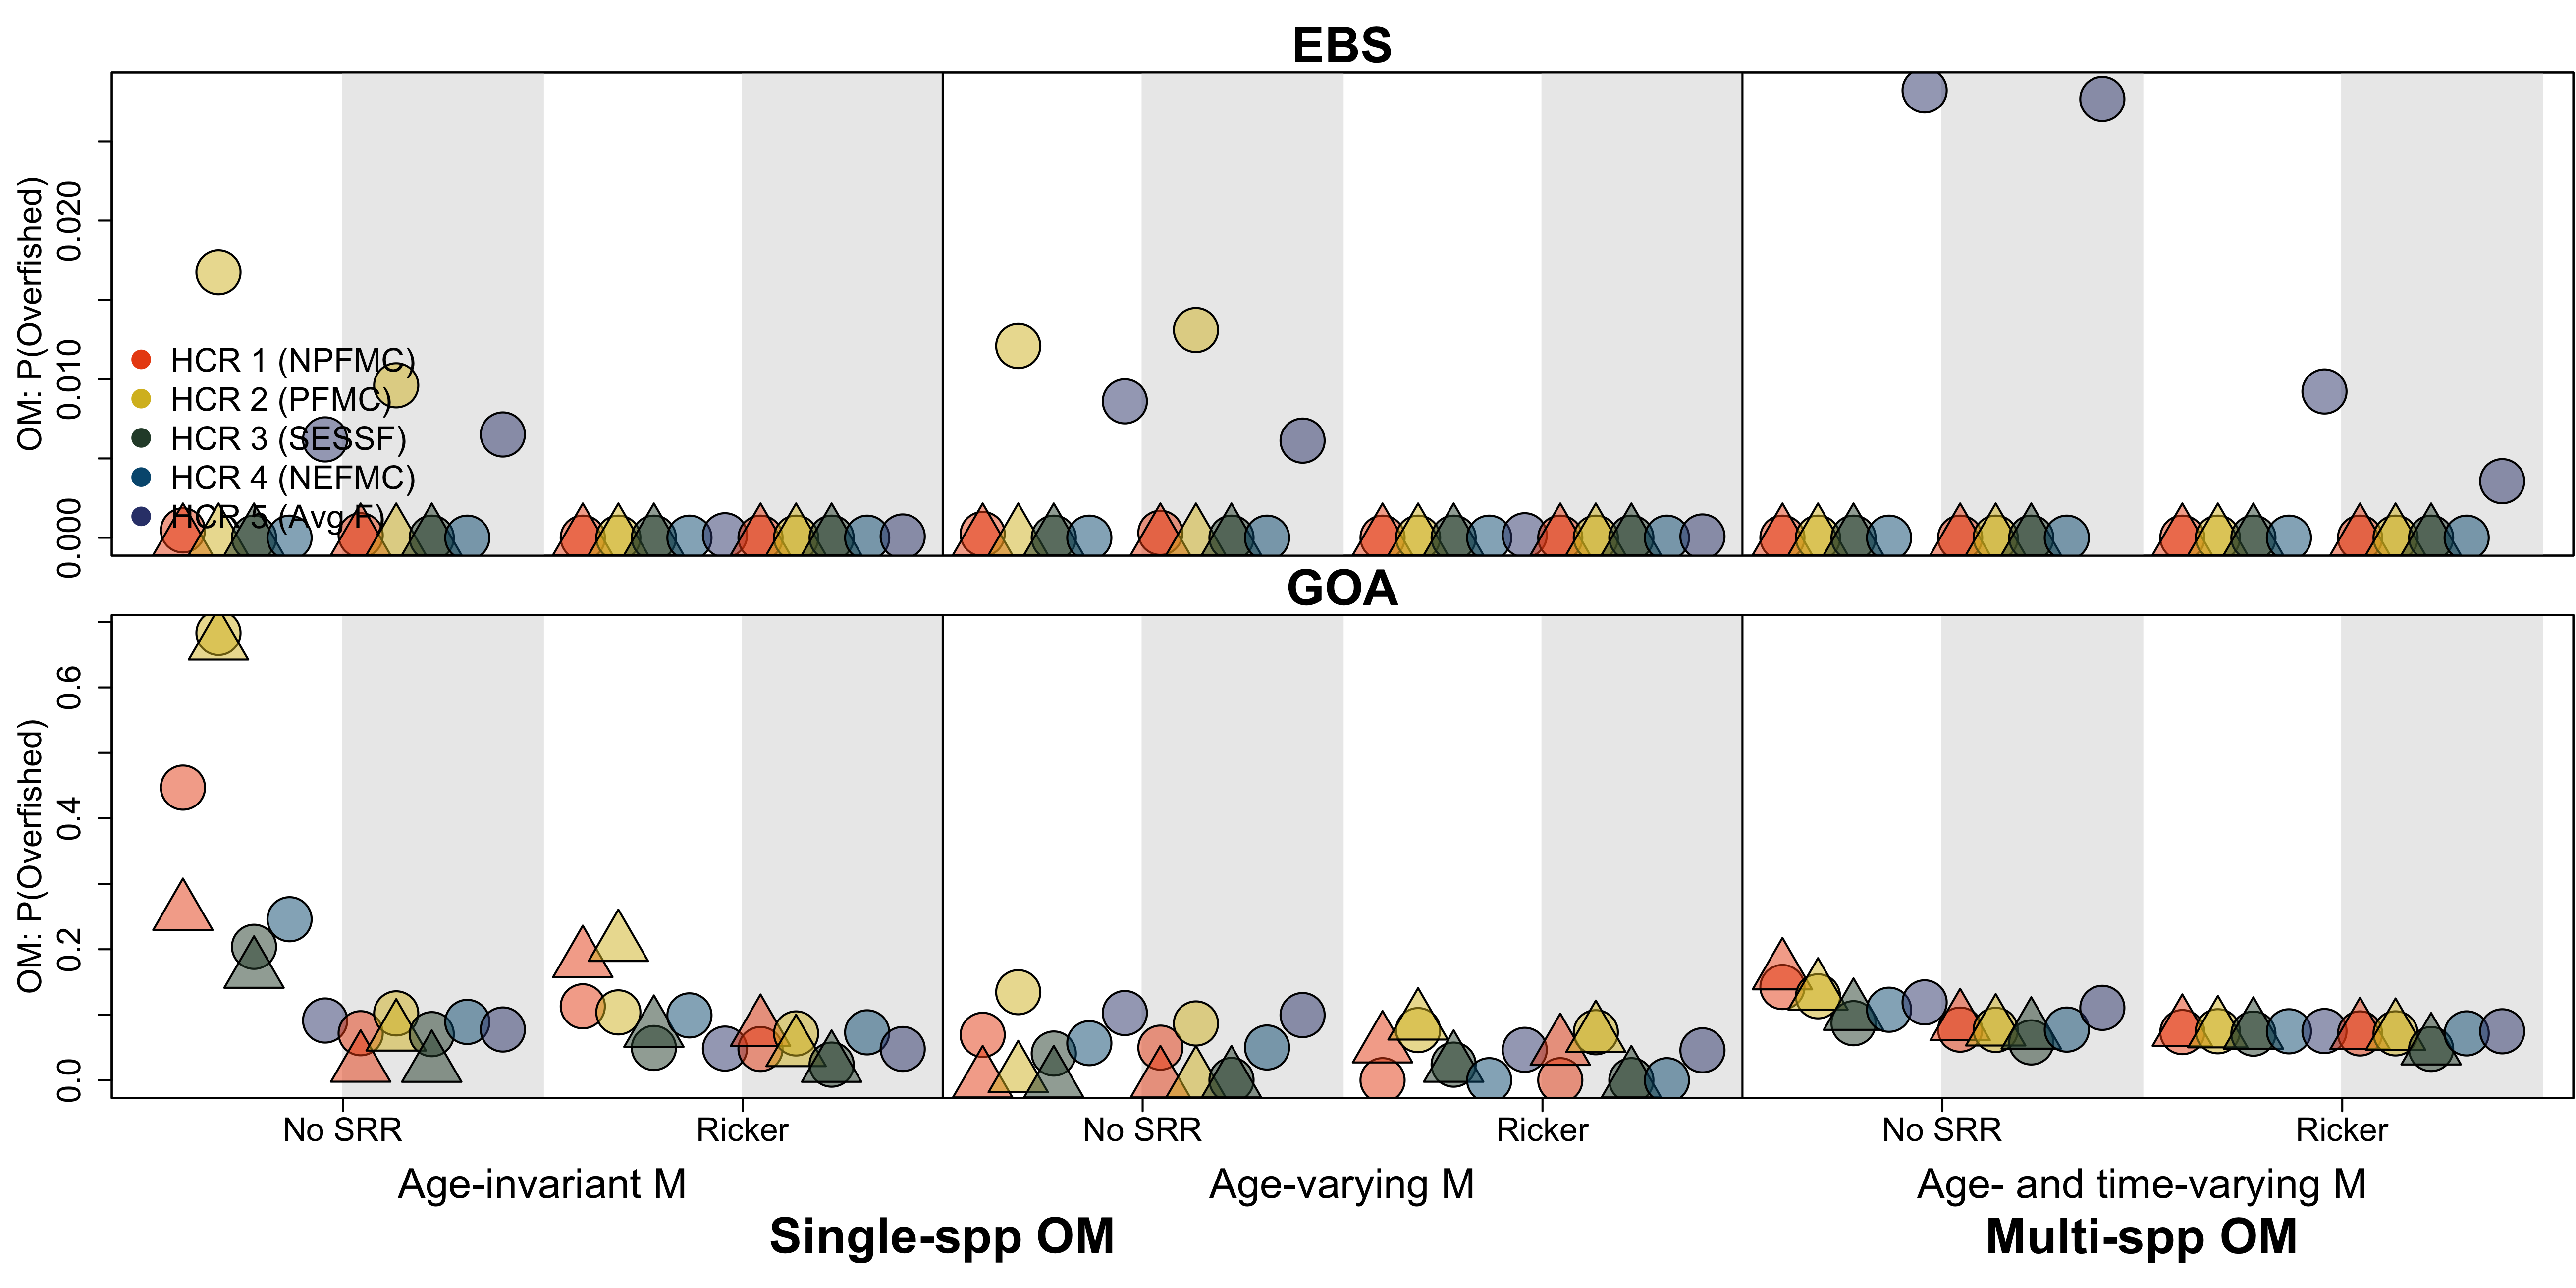 EBS
OM: P(Overfished)
0.020
0.010
0.000
HCR 1 (NPFMC)
HCR 2 (PFMC)
HCR 3 (SESSF)
HCR 4 (NEFMC)
HCR 5 (Avg F)
GOA
OM: P(Overfished)
0.6
0.4
0.2
0.0
No SRR Ricker No SRR Ricker No SRR Ricker
Age-invariant M Age-varying M Age- and time-varying M
Single-spp OM Multi-spp OM